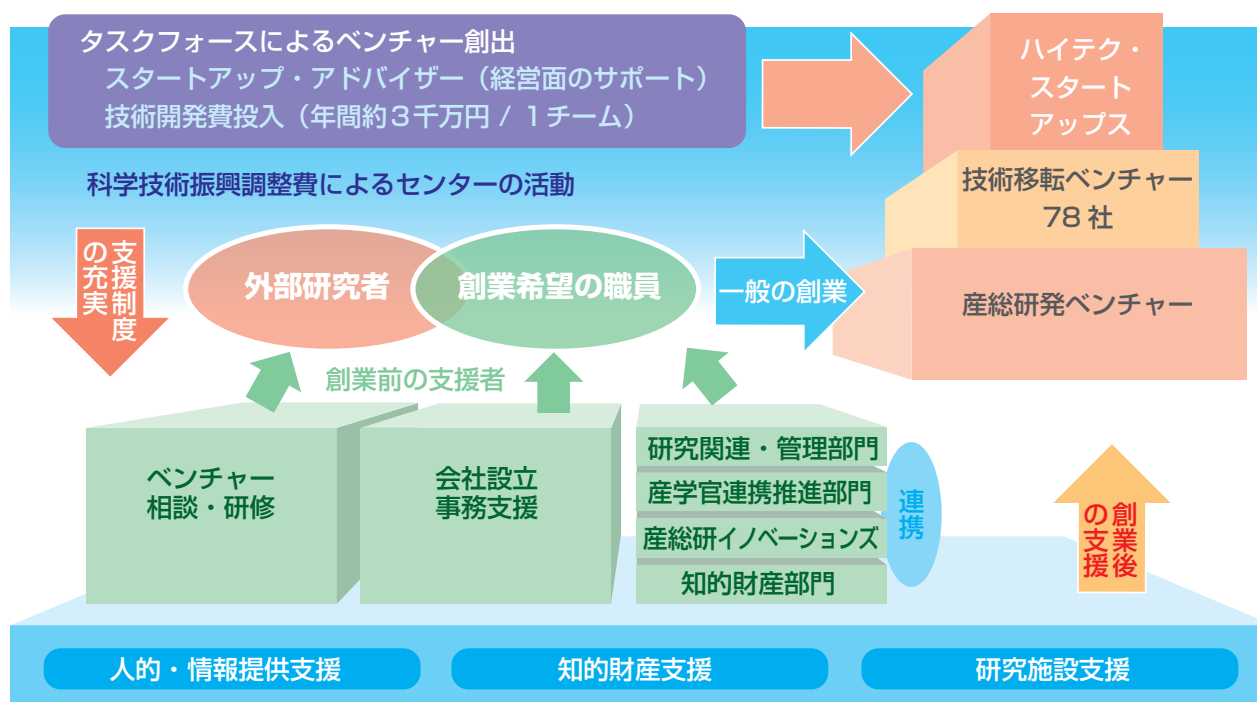 タスクフォースによるベンチャー創出
スタートアップ・アドバイザー（経営面のサポート）
技術開発費投入（年間約３千万円 / １チーム）
ハイテク・
スタート
アップス
科学技術振興調整費によるセンターの活動
技術移転ベンチャー
78 社
支援制度
の充実
外部研究者
創業希望の職員
一般の創業
産総研発ベンチャー
創業前の支援者
ベンチャー
相談・研修
会社設立
事務支援
研究関連・管理部門
産学官連携推進部門
産総研イノベーションズ
知的財産部門
連携
創業後
の支援
人的・情報提供支援
知的財産支援
研究施設支援